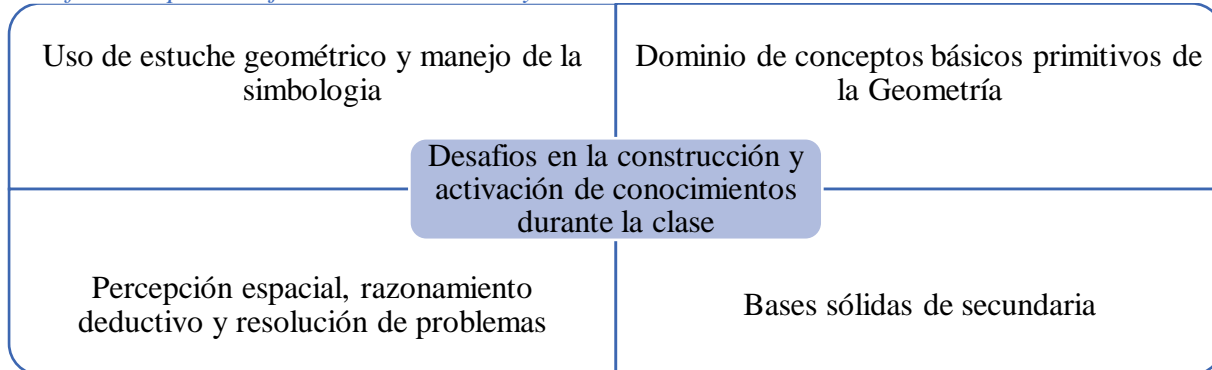 Uso de estuche geométrico y manejo de la
simbologia
Dominio de conceptos básicos primitivos de
la Geometría
Desafios en la construcción y
activación de conocimientos
durante la clase
Percepción espacial, razonamiento
deductivo y resolución de problemas
Bases sólidas de secundaria